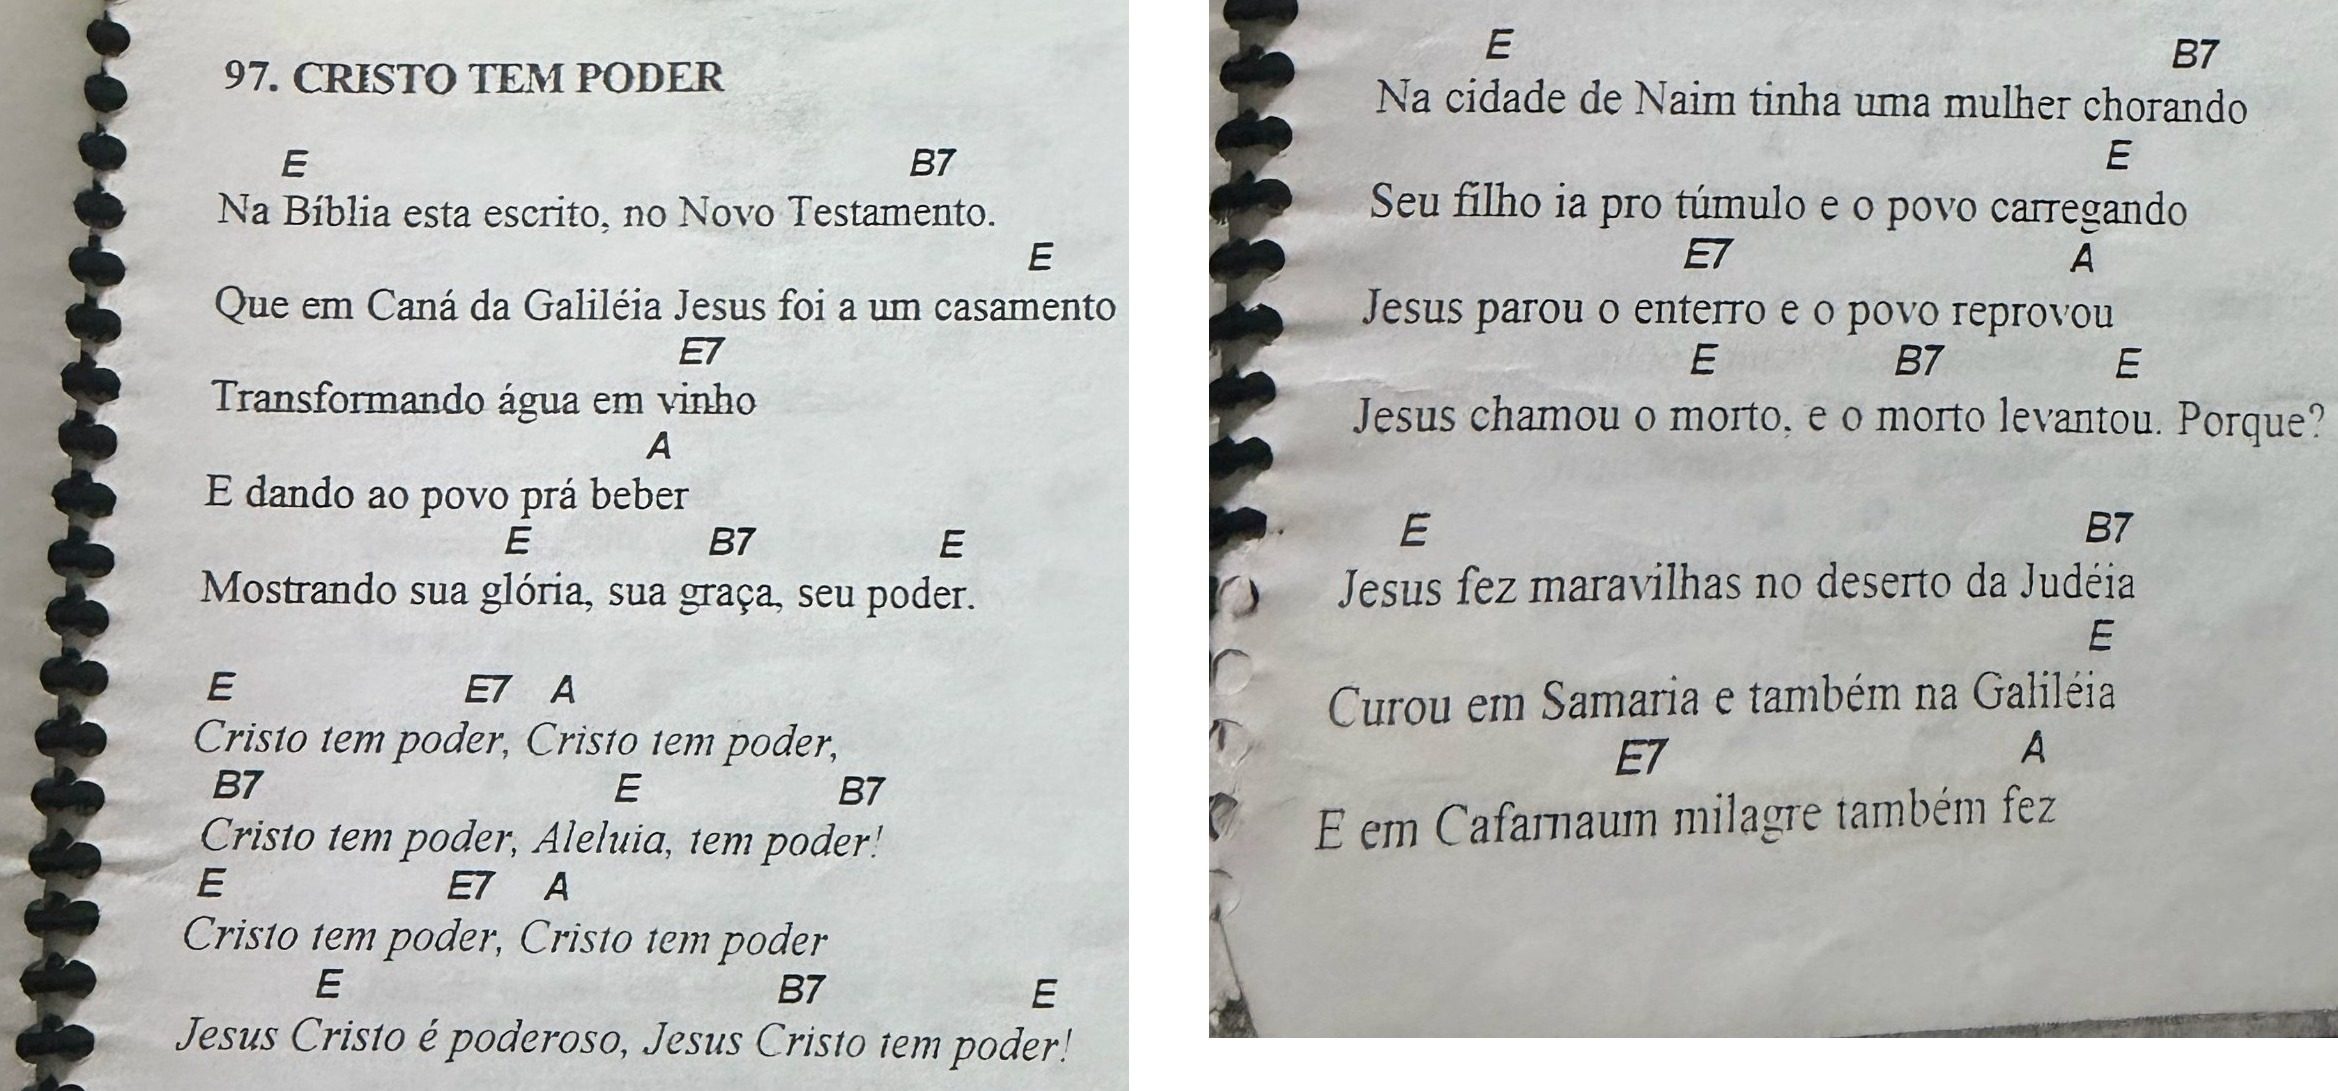 97. CRISTO TEM PODER
E B7
Na Bíblia esta escrito, no Novo Testamento.
E
Que em Caná da Galiléia Jesus foi a um casamento
E7
Transformando água em vinho
A
E dando ao povo prá beber
E B7 E
Mostrando sua glória, sua graça, seu poder.
E E7 A
Cristo tem poder, Cristo tem poder,
B7 E B7
Cristo tem poder, Aleluia, tem poder!
E E7 A
Cristo tem poder, Cristo tem poder
E B7 E
Jesus Cristo é poderoso, Jesus Cristo tem poder!
E B7
Na cidade de Naim tinha uma mulher chorando
E
Seu filho ia pro túmulo e o povo carregando
E7 A
Jesus parou o enterro e o povo reprovou
E B7 E
Jesus chamou o morto, e o morto levantou. Porque?
E B7
Jesus fez maravilhas no deserto da Judéia
E
Curou em Samaria e também na Galiléia
E7 A
E em Cafarnaum milagre também fez